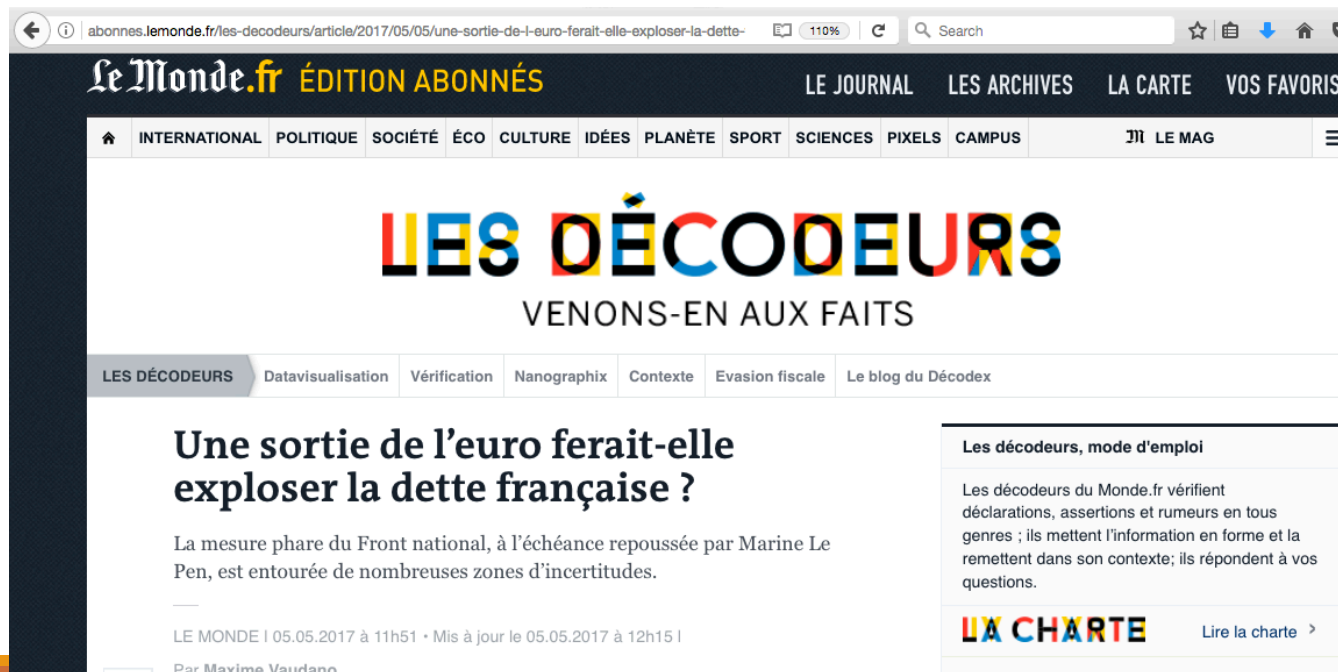 abonnes.lemonde.fr/les-decodeurs/article/2017/05/05/une-sortie-de-l-euro-ferait-elle-exploser-la-dette- 110% Search
Le Monde.fr ÉDITION ABONNÉS LE JOURNAL LES ARCHIVES LA CARTE VOS FAVORIS
INTERNATIONAL POLITIQUE SOCIÉTÉ ÉCO CULTURE IDÉES PLANÈTE SPORT SCIENCES PIXELS CAMPUS M LE MAG
LES DÉCODEURS
VENONS-EN AUX FAITS
LES DÉCODEURS Datavisualisation Vérification Nanographix Contexte Evasion fiscale Le blog du Décodex
Une sortie de l’euro ferait-elle
exploser la dette française ?
La mesure phare du Front national, à l’échéance repoussée par Marine Le
Pen, est entourée de nombreuses zones d’incertitudes.
LE MONDE | 05.05.2017 à 11h51 • Mis à jour le 05.05.2017 à 12h15 |
Par Maxime Vaudano
Les décodeurs, mode d'emploi
Les décodeurs du Monde.fr vérifient
déclarations, assertions et rumeurs en tous
genres ; ils mettent l'information en forme et la
remettent dans son contexte; ils répondent à vos
questions.
LA CHARTE Lire la charte >